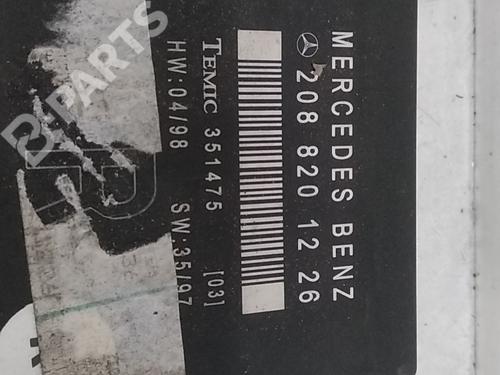 MERCEDES BENZ
208 820 12 26
TEMIC 351475 [03]
HW:04/98 SW:35/97
B-PARTS